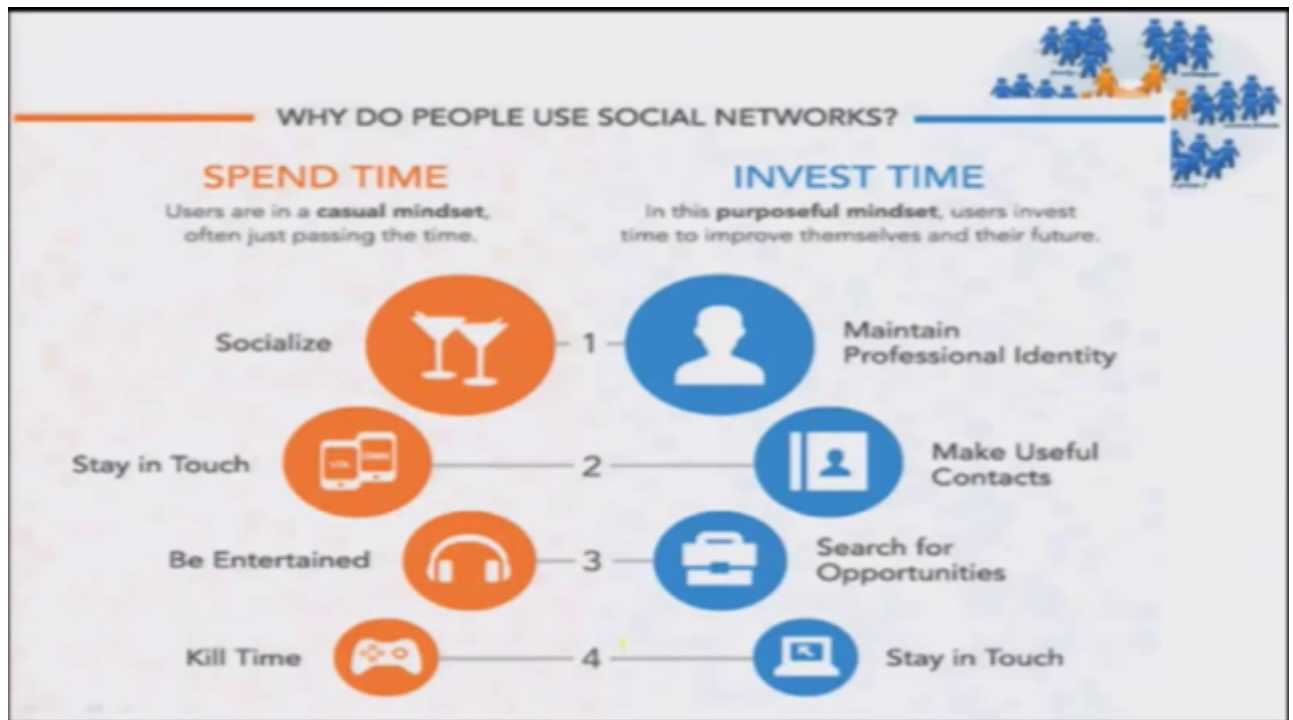 WHY DO PEOPLE USE SOCIAL NETWORKS?
SPEND TIME
Users are in a casual mindset,
often just passing the time.
INVEST TIME
In this purposeful mindset, users invest
time to improve themselves and their future.
Socialize
1
Maintain
Professional Identity
Stay in Touch
2
Make Useful
Contacts
Be Entertained
3
Search for
Opportunities
Kill Time
4
Stay in Touch